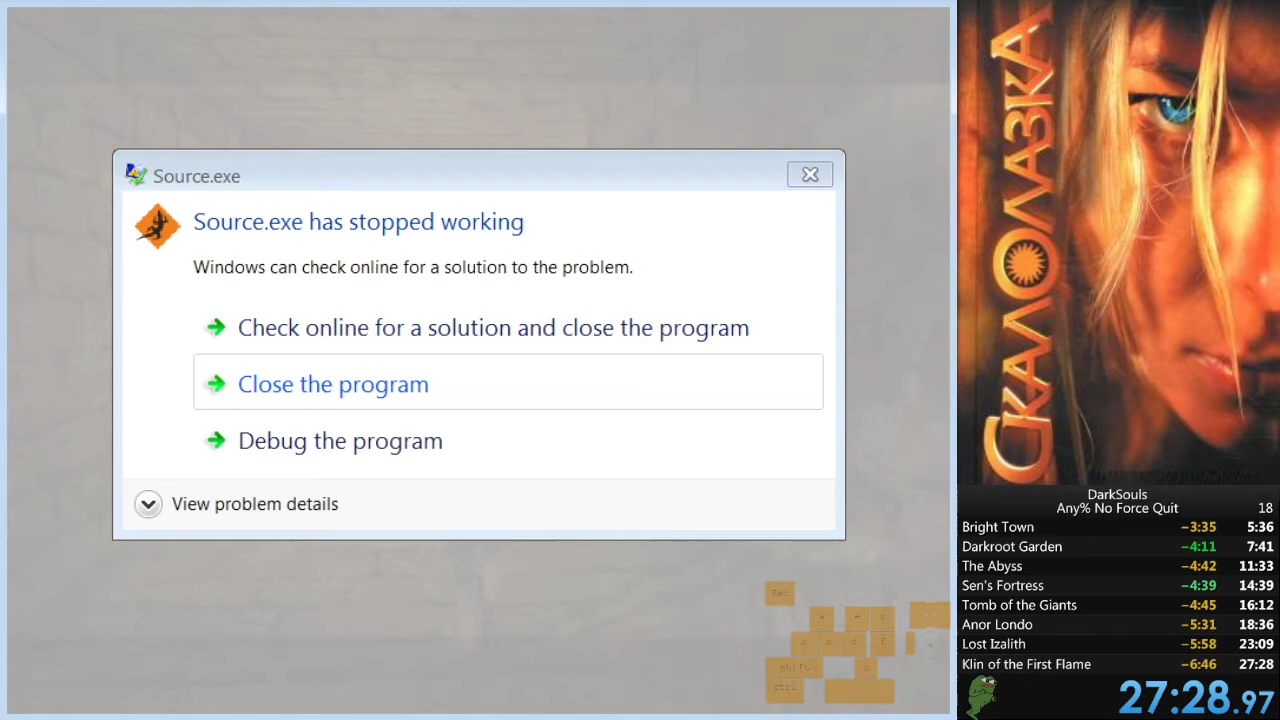 Source.exe
Source.exe has stopped working
Windows can check online for a solution to the problem.
Check online for a solution and close the program
Close the program
Debug the program
View problem details
w e r
a s d f
shift c
ctrl
СКАЛОЛАЗКА
DarkSouls
Any% No Force Quit 18
Bright Town −3:35 5:36
Darkroot Garden −4:11 7:41
The Abyss −4:42 11:33
Sen's Fortress −4:39 14:39
Tomb of the Giants −4:45 16:12
Anor Londo −5:31 18:36
Lost Izalith −5:58 23:09
Klin of the First Flame −6:46 27:28
27:28.97